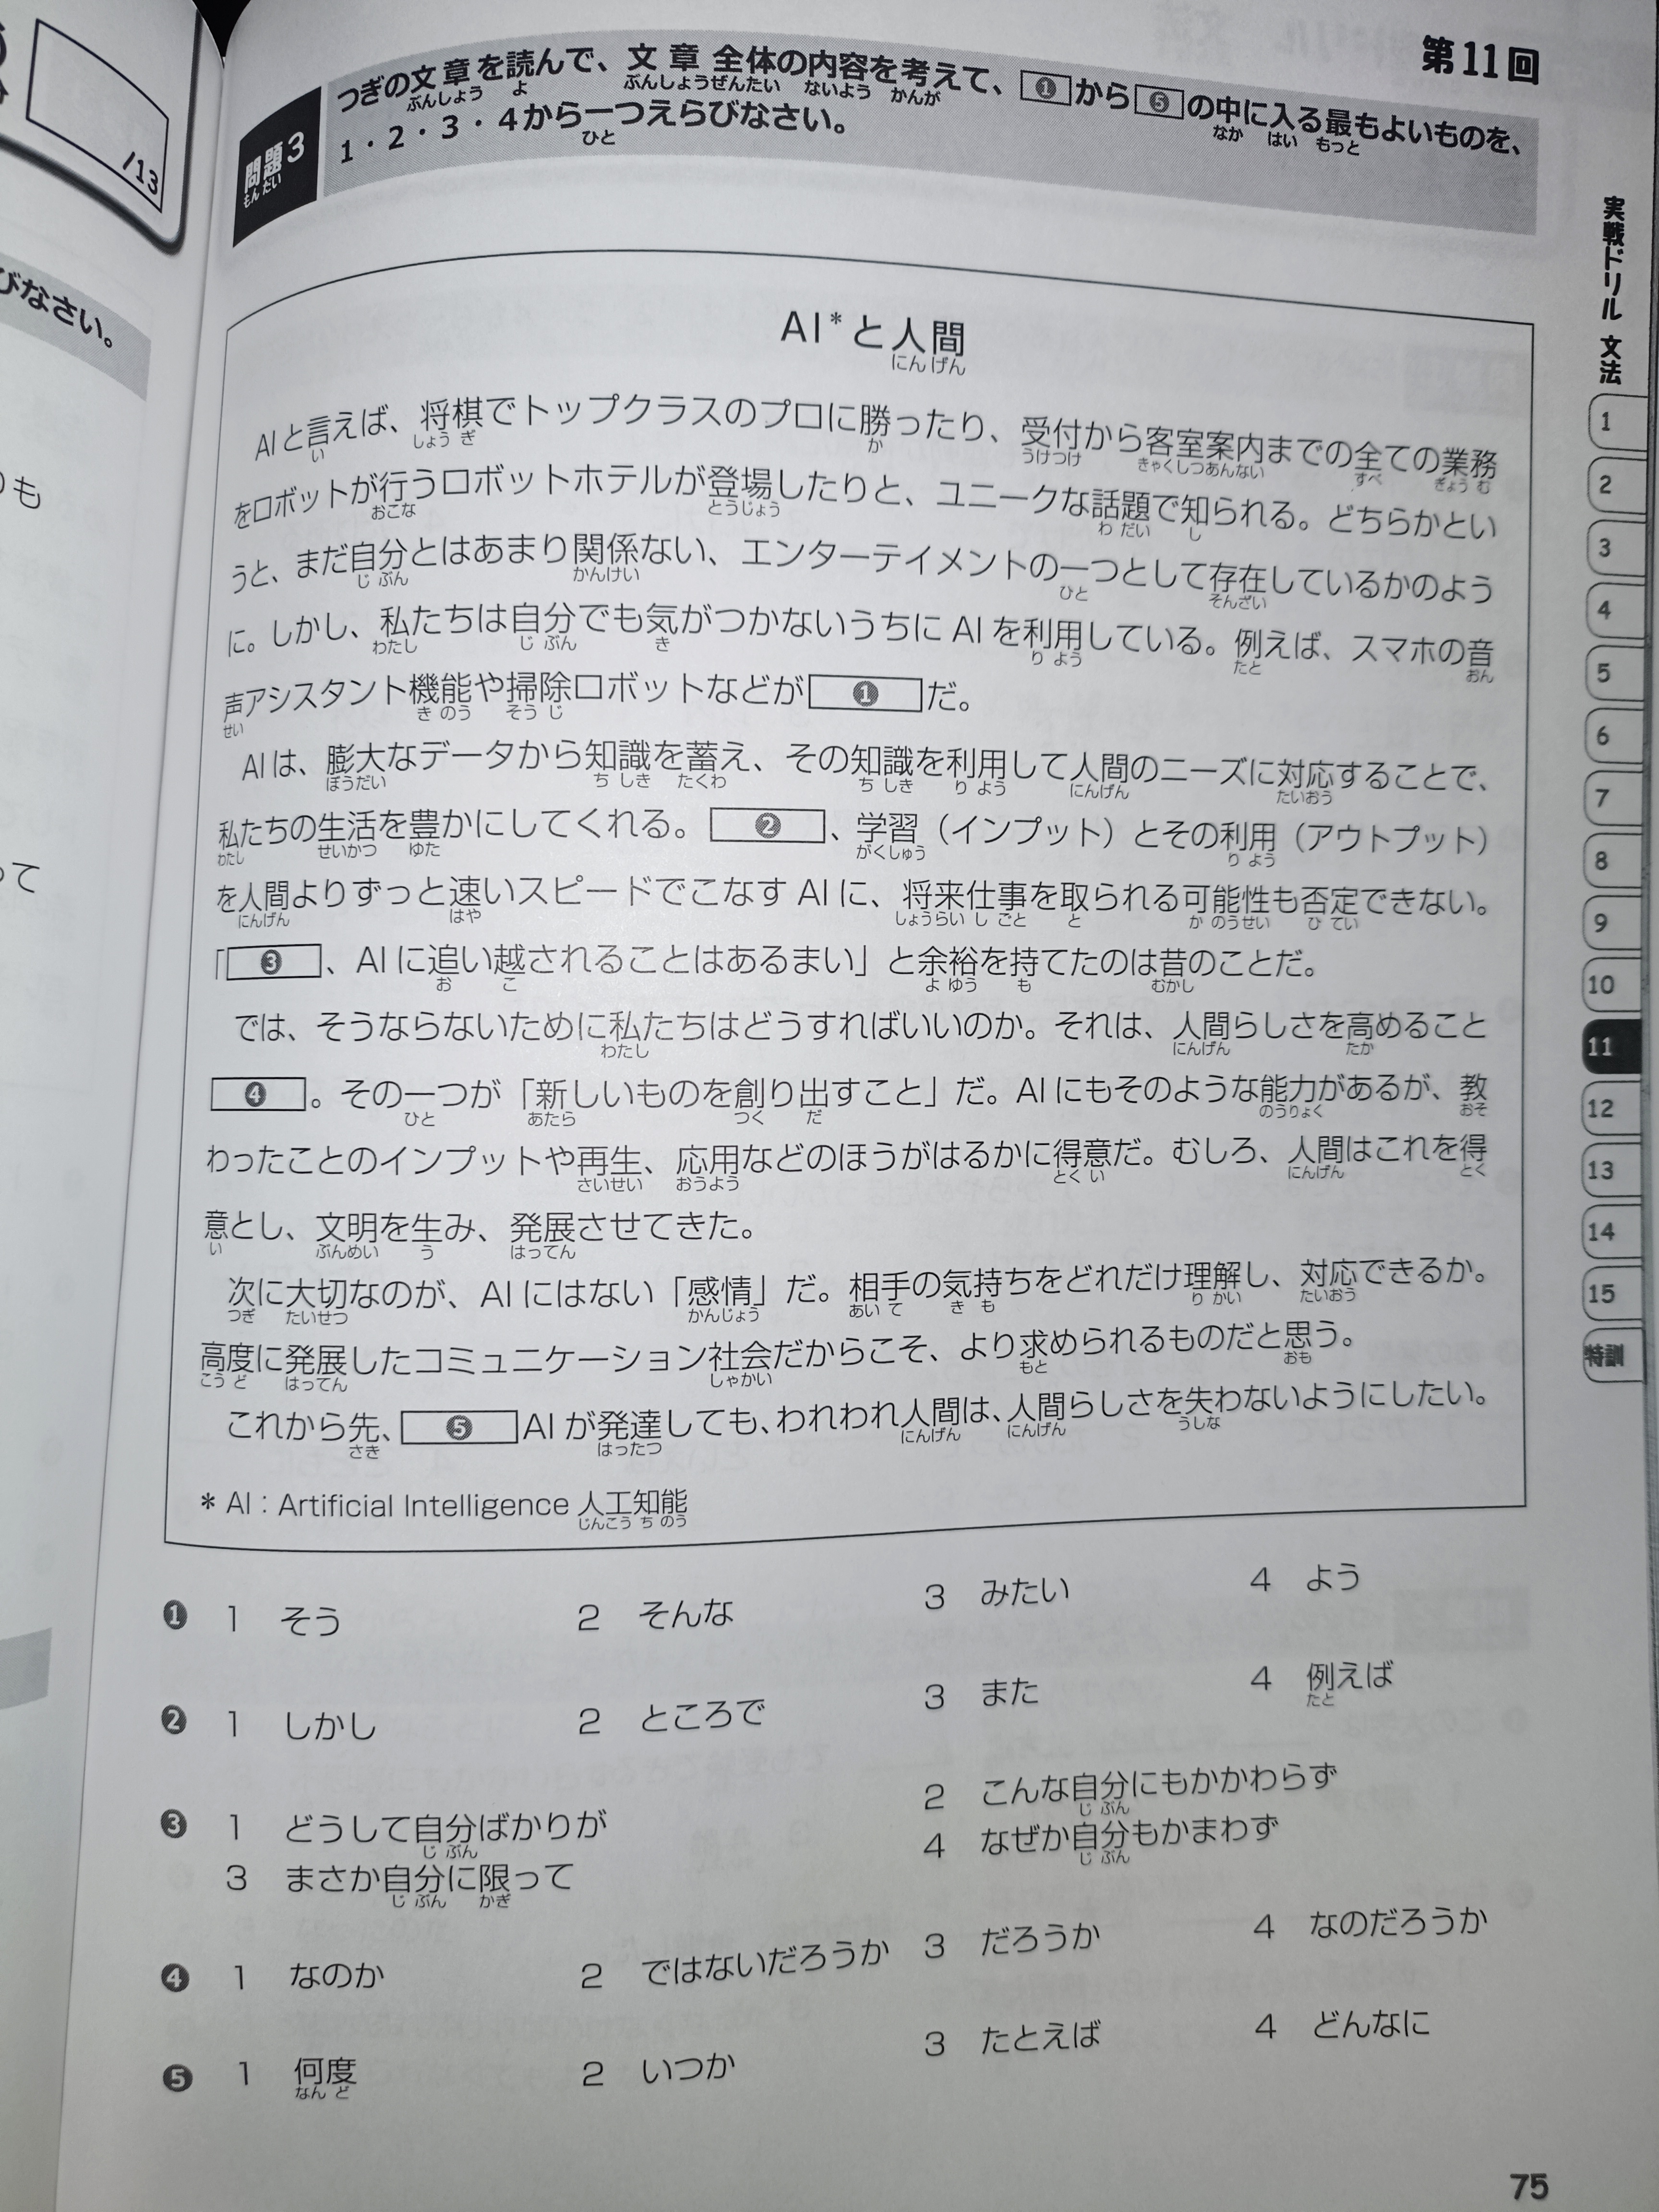 第11回
問題3 つぎの文章を読んで、文章全体の内容を考えて、❶から❺の中に入る最もよいものを、
1・2・3・4から一つえらびなさい。
/13
びなさい。
AI*と人間
AIと言えば、将棋でトップクラスのプロに勝ったり、受付から客室案内までの全ての業務
をロボットが行うロボットホテルが登場したりと、ユニークな話題で知られる。どちらかとい
うと、まだ自分とはあまり関係ない、エンターテイメントの一つとして存在しているかのよう
に。しかし、私たちは自分でも気がつかないうちに AI を利用している。例えば、スマホの音
声アシスタント機能や掃除ロボットなどが❶だ。
AIは、膨大なデータから知識を蓄え、その知識を利用して人間のニーズに対応することで、
私たちの生活を豊かにしてくれる。❷、学習（インプット）とその利用（アウトプット）
を人間よりずっと速いスピードでこなす AI に、将来仕事を取られる可能性も否定できない。
「❸、AI に追い越されることはあるまい」と余裕を持てたのは昔のことだ。
では、そうならないために私たちはどうすればいいのか。それは、人間らしさを高めること
❹。その一つが「新しいものを創り出すこと」だ。AI にもそのような能力があるが、教
わったことのインプットや再生、応用などのほうがはるかに得意だ。むしろ、人間はこれを得
意とし、文明を生み、発展させてきた。
次に大切なのが、AI にはない「感情」だ。相手の気持ちをどれだけ理解し、対応できるか。
高度に発展したコミュニケーション社会だからこそ、より求められるものだと思う。
これから先、❺AI が発達しても、われわれ人間は、人間らしさを失わないようにしたい。
* AI : Artificial Intelligence 人工知能
❶ 1 そう 2 そんな 3 みたい 4 よう
❷ 1 しかし 2 ところで 3 また 4 例えば
❸ 1 どうして自分ばかりが 2 こんな自分にもかかわらず
3 まさか自分に限って 4 なぜか自分もかまわず
❹ 1 なのか 2 ではないだろうか 3 だろうか 4 なのだろうか
❺ 1 何度 2 いつか 3 たとえば 4 どんなに
75
実戦ドリル 文法
1
2
3
4
5
6
7
8
9
10
11
12
13
14
15
特訓